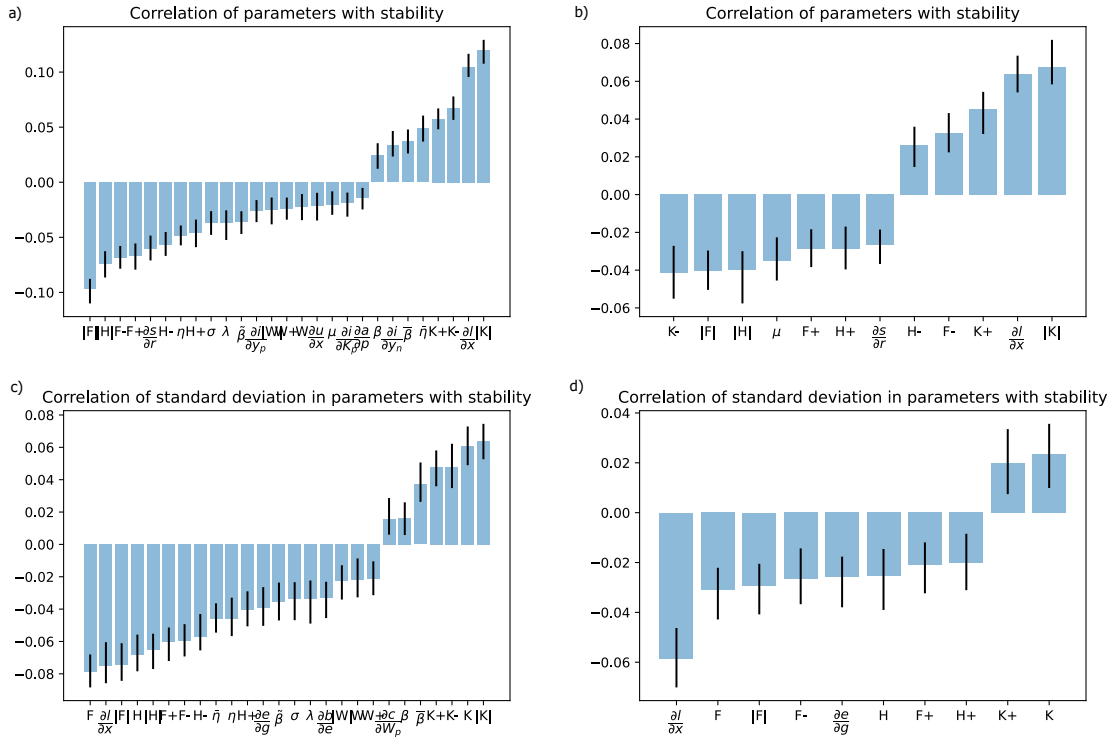 a)
Correlation of parameters with stability
0.10
0.05
0.00
−0.05
−0.10
|F| |H| F- F+ ∂s/∂r H- η H+ σ λ β̃ ∂i/∂y_p |W| W+ W ∂u/∂x μ ∂i/∂K_p ∂a/∂p β ∂i/∂y_n β̅ η̄ K+ K- ∂l/∂x |K|
b)
Correlation of parameters with stability
0.08
0.06
0.04
0.02
0.00
−0.02
−0.04
−0.06
K- |F| |H| μ F+ H+ ∂s/∂r H- F- K+ ∂l/∂x |K|
c)
Correlation of standard deviation in parameters with stability
0.08
0.06
0.04
0.02
0.00
−0.02
−0.04
−0.06
−0.08
F ∂l/∂x |F| H |H| F+ F- H- η̄ η H+ ∂e/∂g β̃ σ λ ∂b/∂e |W| W W+ ∂c/∂W_p β β̅ K+ K- K |K|
d)
Correlation of standard deviation in parameters with stability
0.04
0.02
0.00
−0.02
−0.04
−0.06
∂l/∂x F |F| F- ∂e/∂g H F+ H+ K+ K